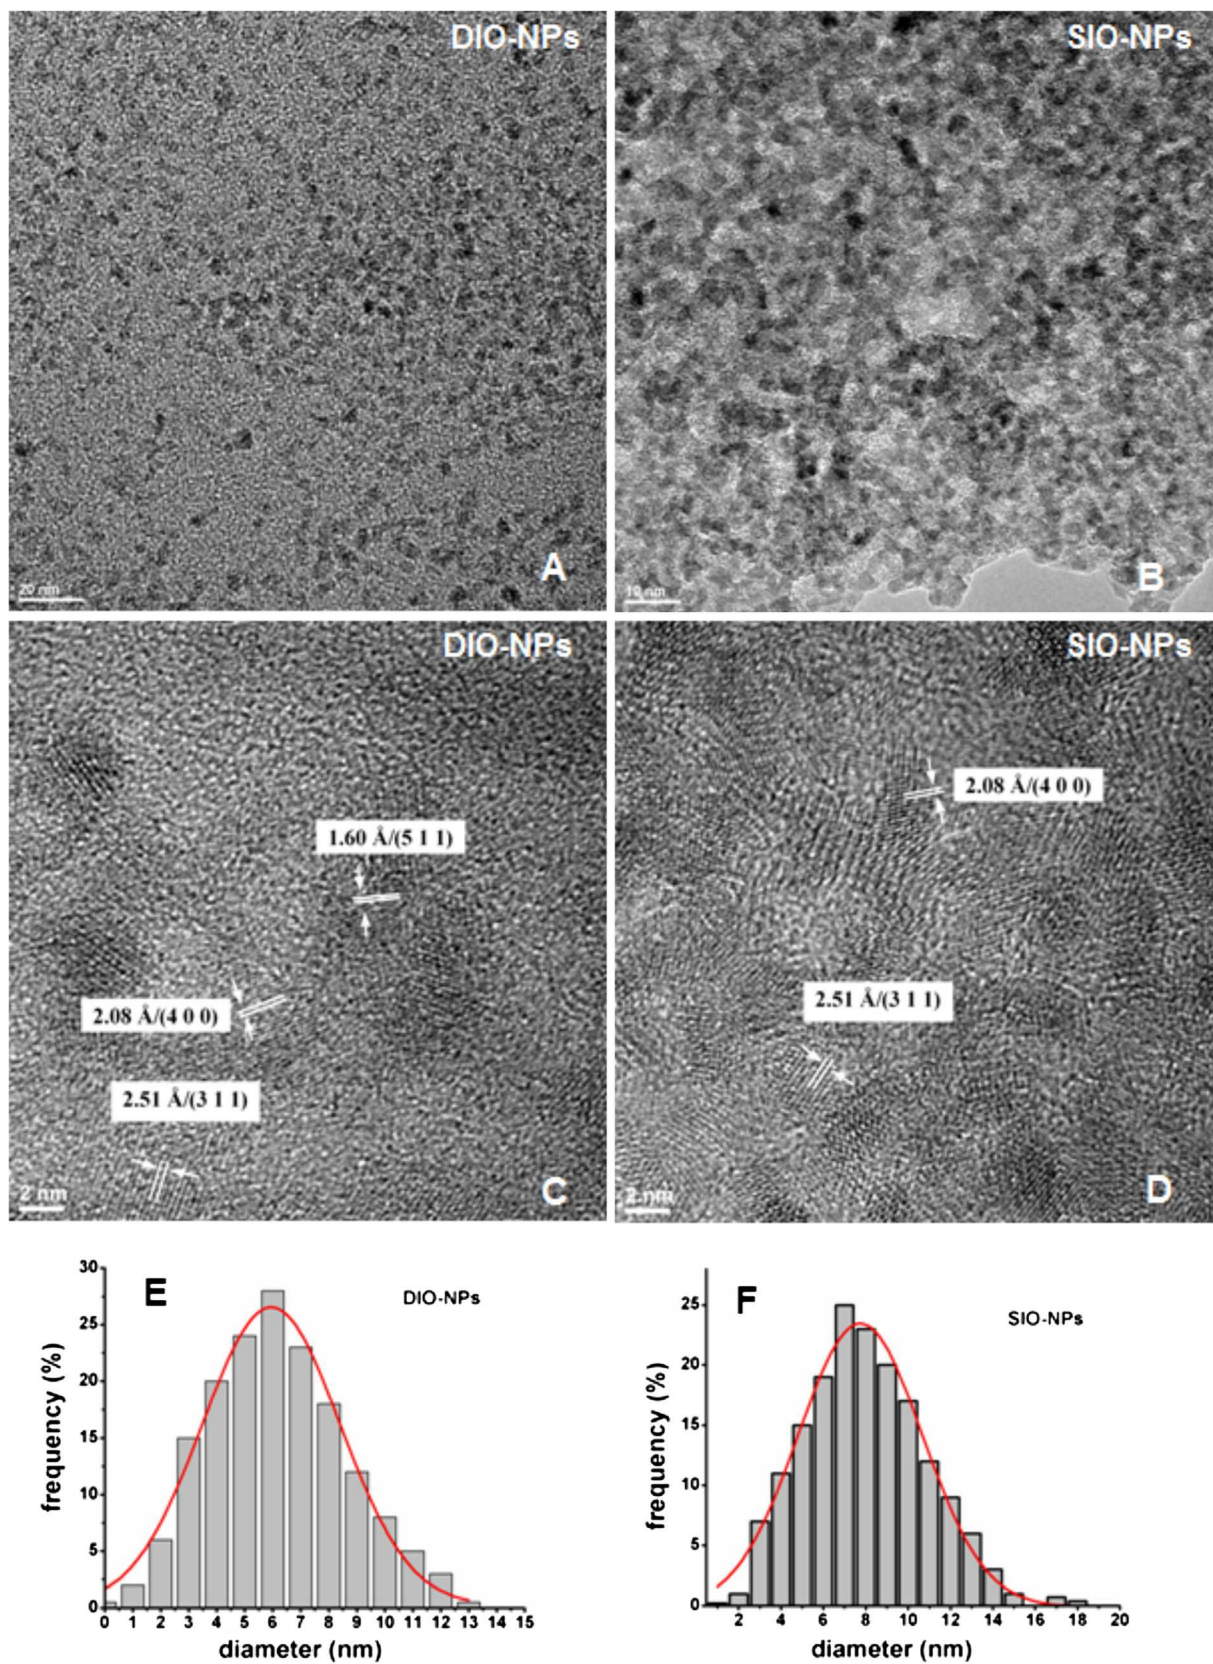 DIO-NPs
SIO-NPs
A
B
20 nm
10 nm
DIO-NPs
SIO-NPs
2.08 Å/(4 0 0)
1.60 Å/(5 1 1)
2.08 Å/(4 0 0)
2.51 Å/(3 1 1)
2.51 Å/(3 1 1)
C
D
2 nm
2 nm
E
DIO-NPs
frequency (%)
30
25
20
15
10
5
0
0 1 2 3 4 5 6 7 8 9 10 11 12 13 14 15
diameter (nm)
F
SIO-NPs
frequency (%)
25
20
15
10
5
0
2 4 6 8 10 12 14 16 18 20
diameter (nm)